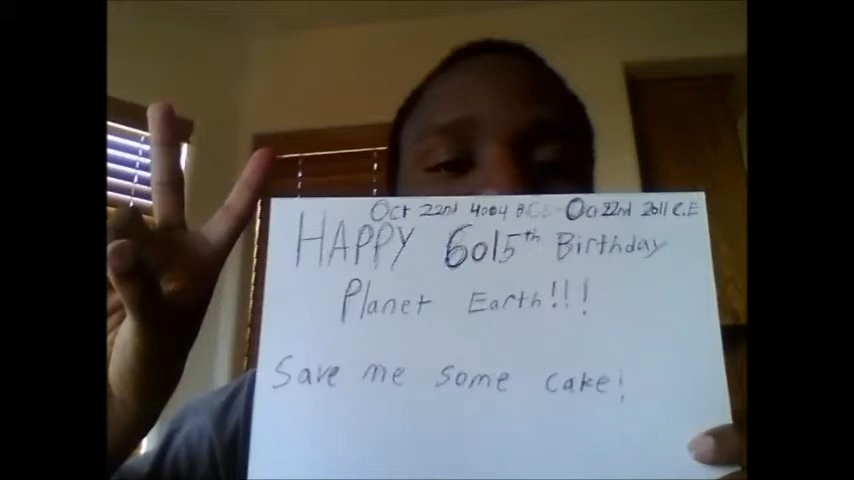 Oct 22nd 4004 B.C.E - Oct 22nd 2011 C.E
HAPPY 6015th Birthday
Planet Earth!!!
Save me some cake!